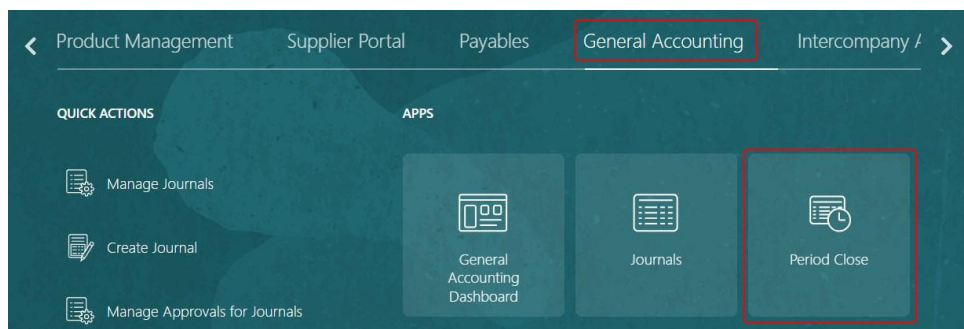 Product Management Supplier Portal Payables General Accounting Intercompany A
QUICK ACTIONS APPS
Manage Journals
Create Journal
Manage Approvals for Journals
General
Accounting
Dashboard
Journals
Period Close